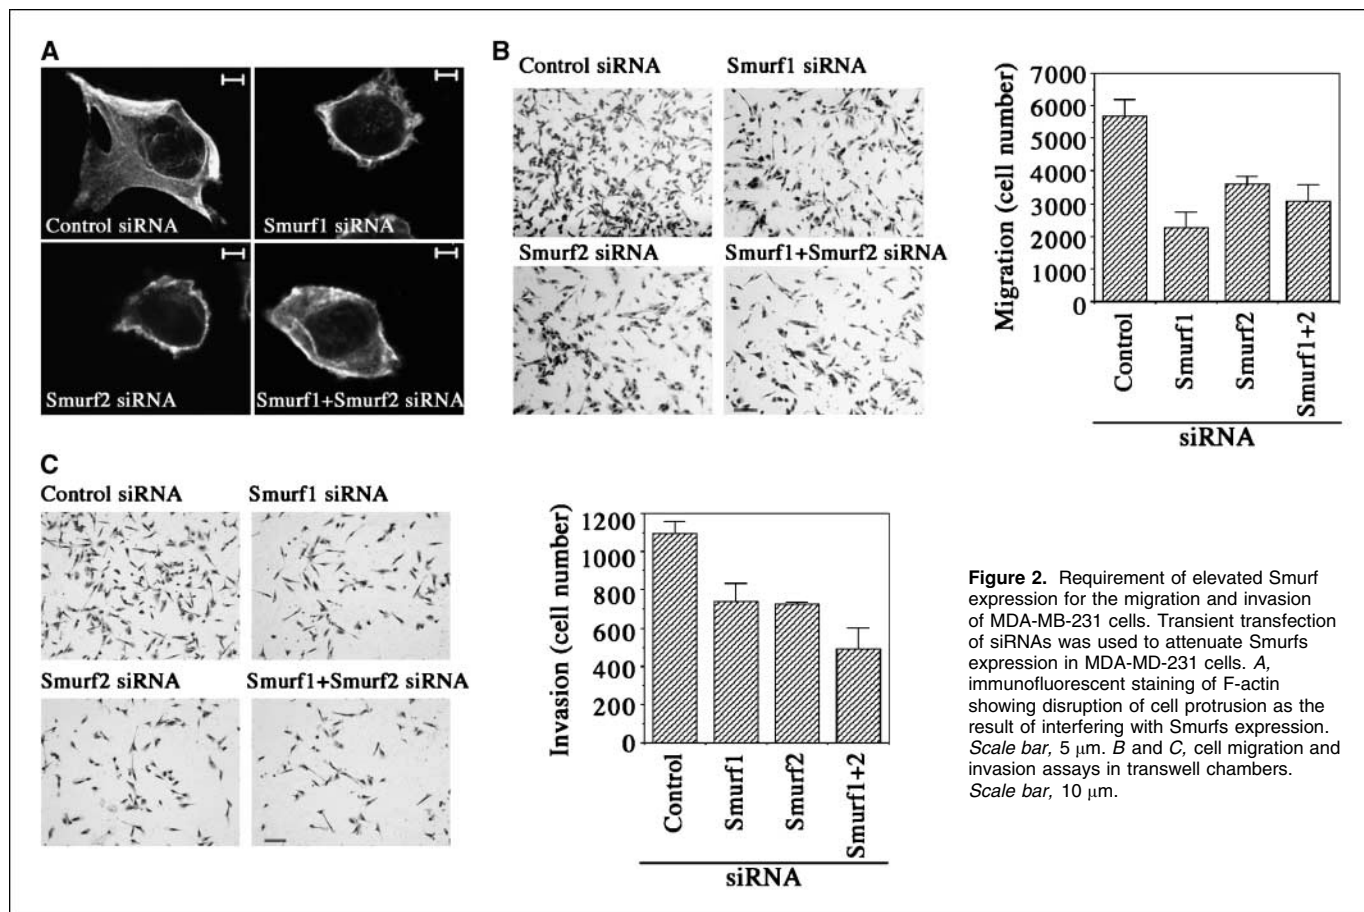 A
Control siRNA
Smurf1 siRNA
Smurf2 siRNA
Smurf1+Smurf2 siRNA
B
Control siRNA
Smurf1 siRNA
Smurf2 siRNA
Smurf1+Smurf2 siRNA
Migration (cell number)
7000
6000
5000
4000
3000
2000
1000
0
Control
Smurf1
Smurf2
Smurf1+2
siRNA
C
Control siRNA
Smurf1 siRNA
Smurf2 siRNA
Smurf1+Smurf2 siRNA
Invasion (cell number)
1200
1000
800
600
400
200
0
Control
Smurf1
Smurf2
Smurf1+2
siRNA
Figure 2. Requirement of elevated Smurf
expression for the migration and invasion
of MDA-MB-231 cells. Transient transfection
of siRNAs was used to attenuate Smurfs
expression in MDA-MD-231 cells. A,
immunofluorescent staining of F-actin
showing disruption of cell protrusion as the
result of interfering with Smurfs expression.
Scale bar, 5 μm. B and C, cell migration and
invasion assays in transwell chambers.
Scale bar, 10 μm.